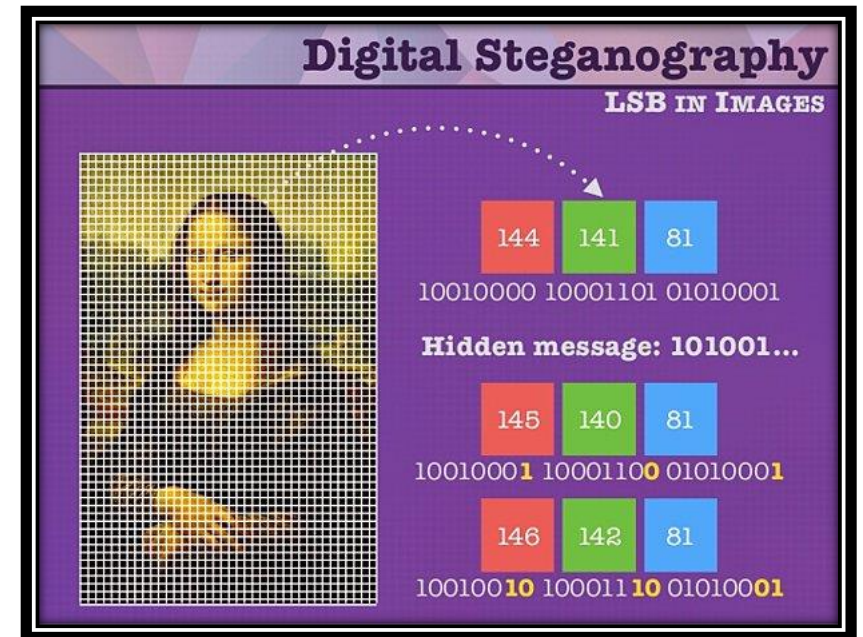 Digital Steganography
LSB IN IMAGES
144 141 81
10010000 10001101 01010001
Hidden message: 101001...
145 140 81
10010001 10001100 01010001
146 142 81
10010010 10001110 01010001